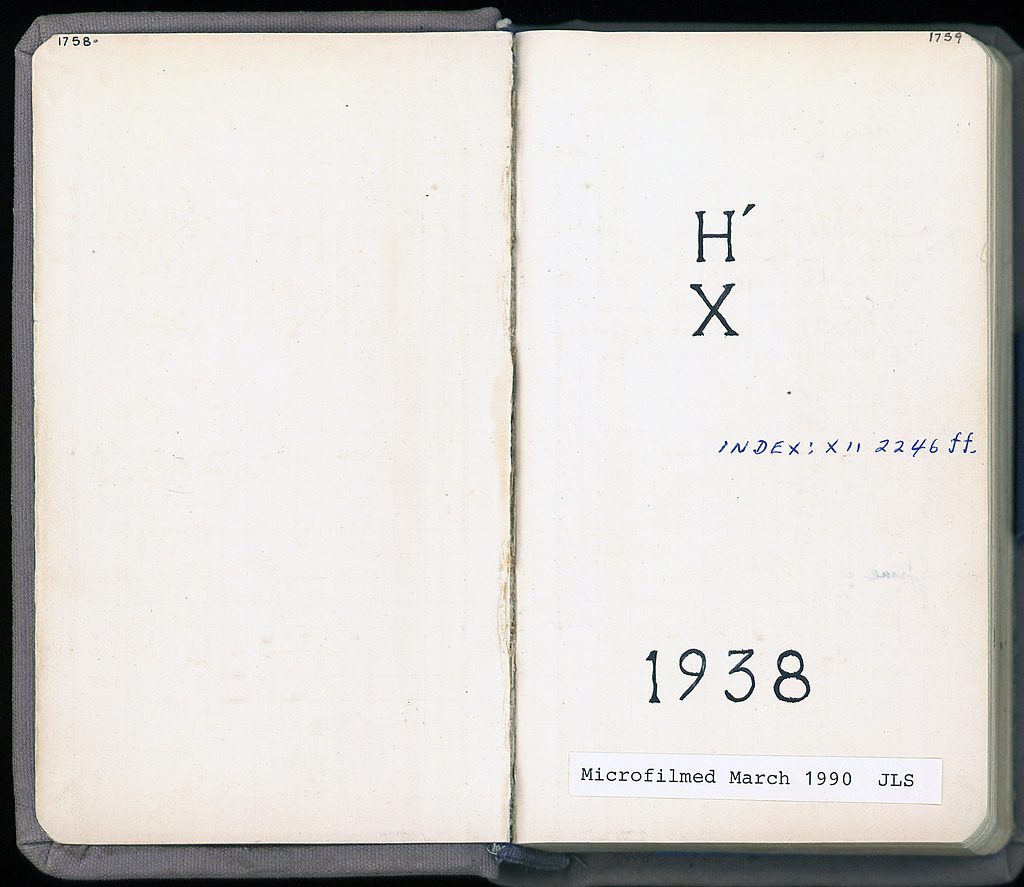 1758.
1759
H′
X
INDEX: XII 2246 ff.
1938
Microfilmed March 1990 JLS